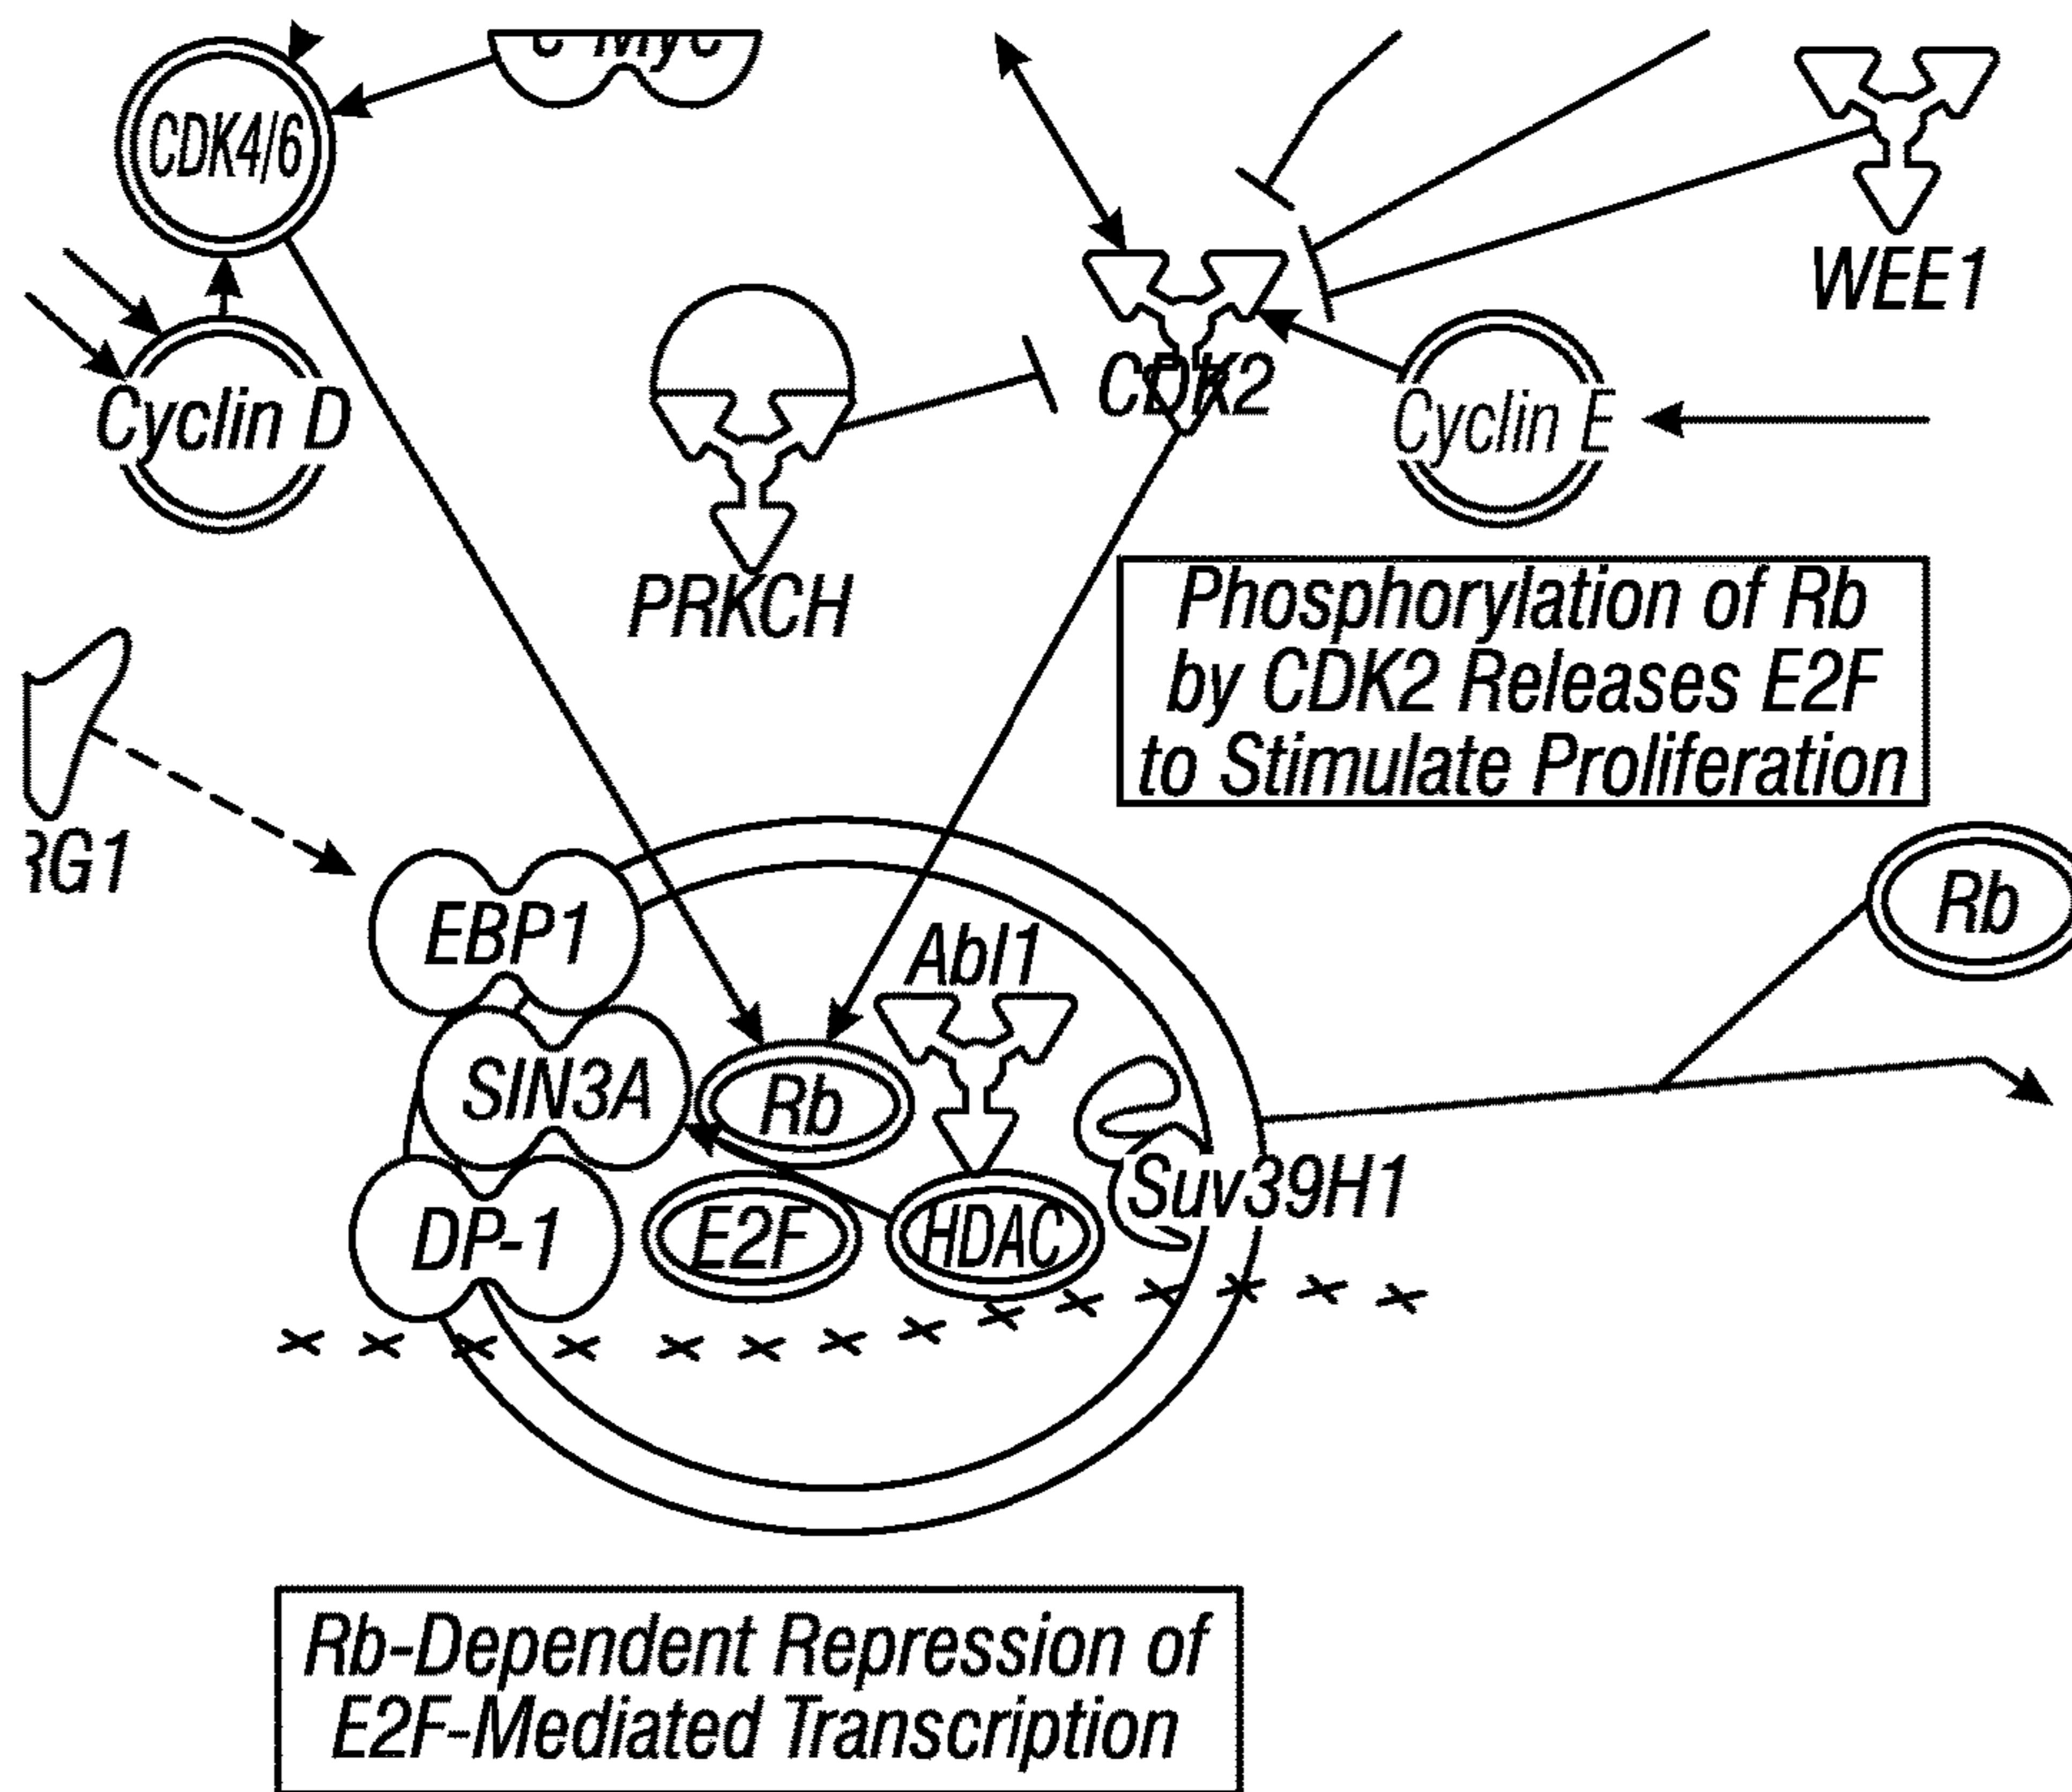 CDK4/6
WEE1
CDK2
Cyclin D
Cyclin E
PRKCH
Phosphorylation of Rb
by CDK2 Releases E2F
to Stimulate Proliferation
RG1
EBP1
Rb
Abl1
SIN3A
Rb
Suv39H1
DP-1
E2F
HDAC
Rb-Dependent Repression of
E2F-Mediated Transcription